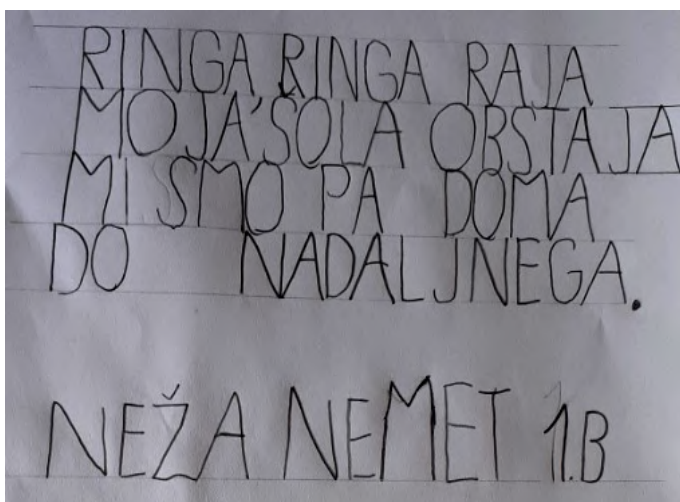 RINGA RINGA RAJA
MOJA ŠOLA OBSTAJA
MI SMO PA DOMA
DO NADALJNEGA.
NEŽA NEMET 1.B